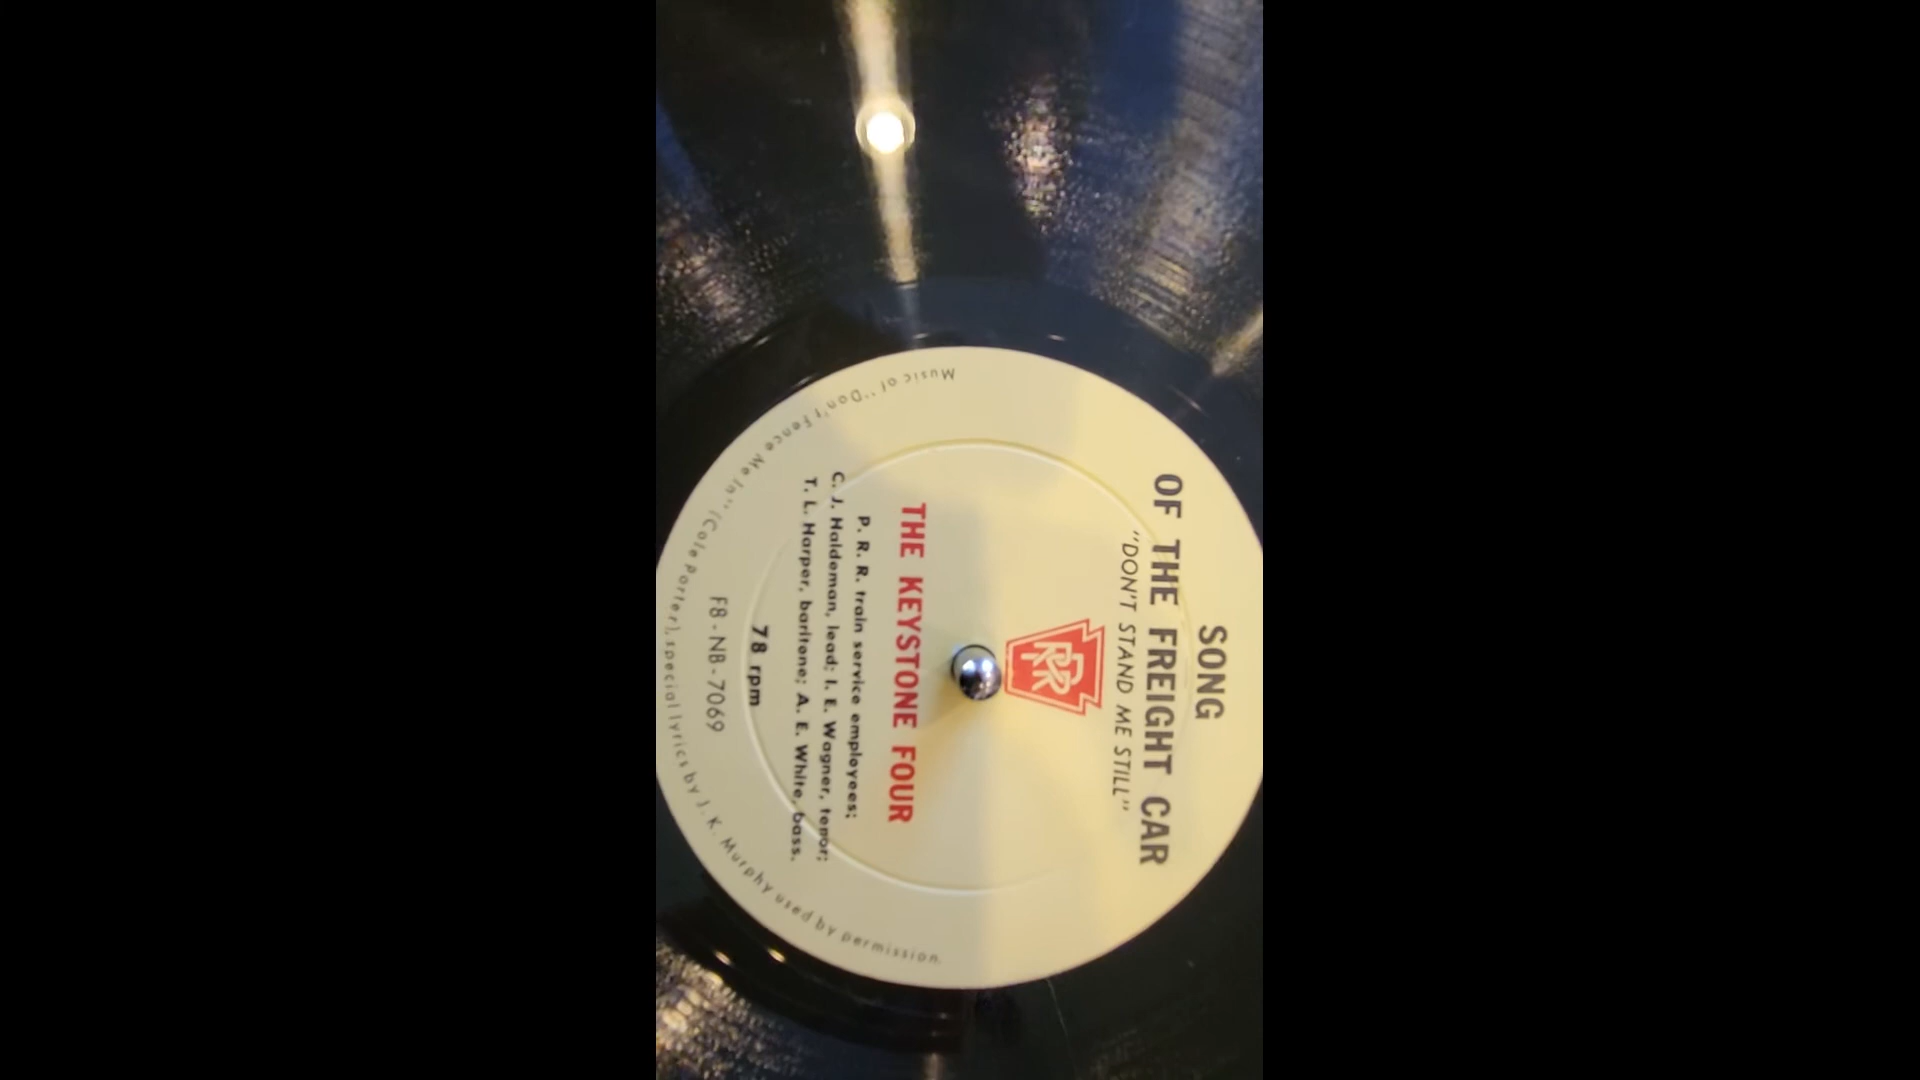 SONG
OF THE FREIGHT CAR
"DON'T STAND ME STILL"
PRR
THE KEYSTONE FOUR
P. R. R. train service employees;
C. J. Haldeman, lead; I. E. Wagner, tenor;
T. L. Harper, baritone; A. E. White, bass.
78 rpm
F8 - NB - 7069
Music of "Don't Fence Me In" (Cole Porter), special lyrics by J. K. Murphy used by permission.